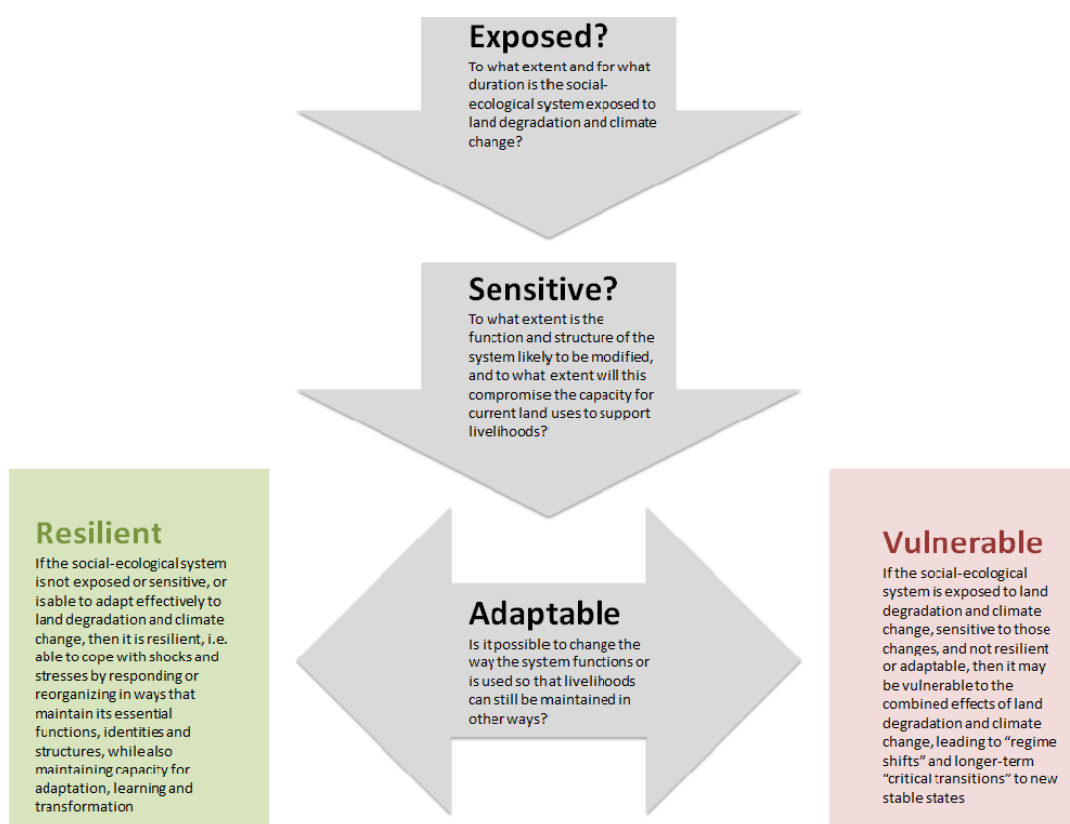 Exposed?
To what extent and for what
duration is the social-
ecological system exposed to
land degradation and climate
change?
Sensitive?
To what extent is the
function and structure of the
system likely to be modified,
and to what extent will this
compromise the capacity for
current land uses to support
livelihoods?
Resilient
If the social-ecological system
is not exposed or sensitive, or
is able to adapt effectively to
land degradation and climate
change, then it is resilient, i.e.
able to cope with shocks and
stresses by responding or
reorganizing in ways that
maintain its essential
functions, identities and
structures, while also
maintaining capacity for
adaptation, learning and
transformation
Adaptable
Is it possible to change the
way the system functions or
is used so that livelihoods
can still be maintained in
other ways?
Vulnerable
If the social-ecological
system is exposed to land
degradation and climate
change, sensitive to those
changes, and not resilient
or adaptable, then it may
be vulnerable to the
combined effects of land
degradation and climate
change, leading to “regime
shifts” and longer-term
“critical transitions” to new
stable states